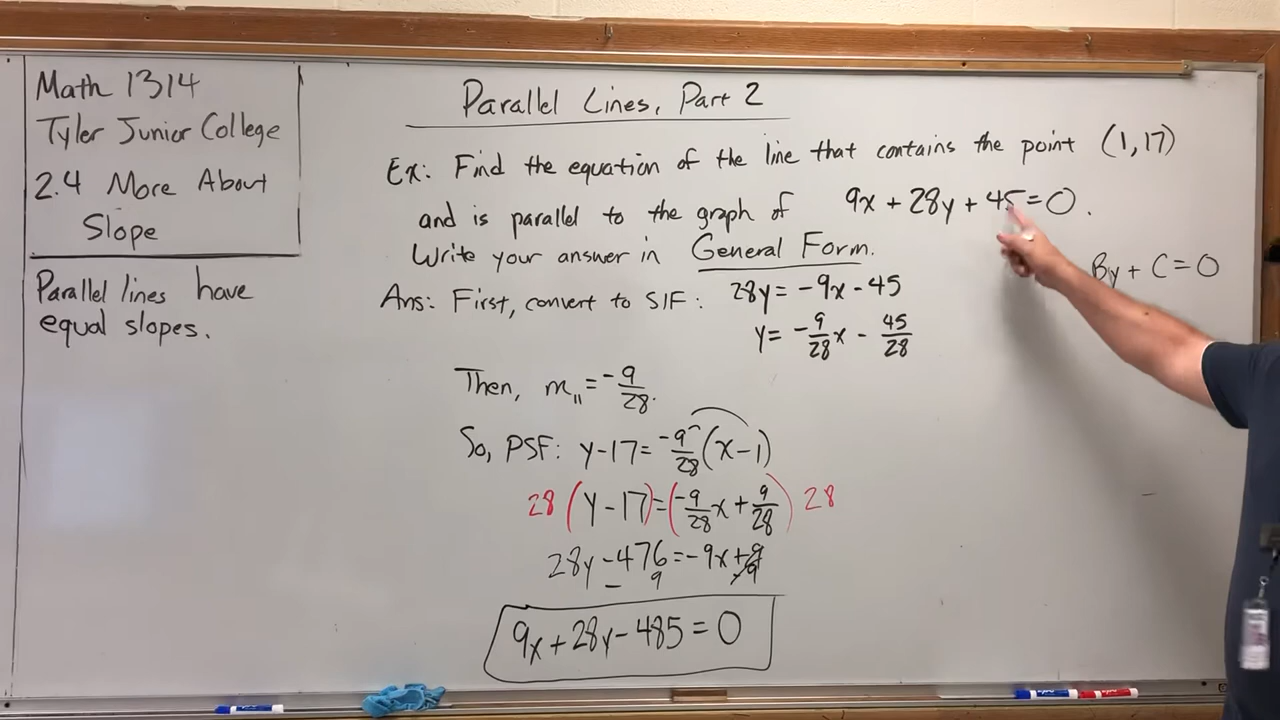 Math 1314
Tyler Junior College
2.4 More About
Slope
Parallel lines have
equal slopes.
Parallel Lines, Part 2
Ex: Find the equation of the line that contains the point (1,17)
and is parallel to the graph of 9x + 28y + 45 = 0.
Write your answer in General Form.
By + C = 0
Ans: First, convert to SIF: 28y = -9x - 45
y = -9/28 x - 45/28
Then, m|| = -9/28.
So, PSF: y - 17 = -9/28 (x - 1)
28 (y - 17) = (-9/28 x + 9/28) 28
28y - 476 = -9x + 9
- 9 - 9
9x + 28y - 485 = 0